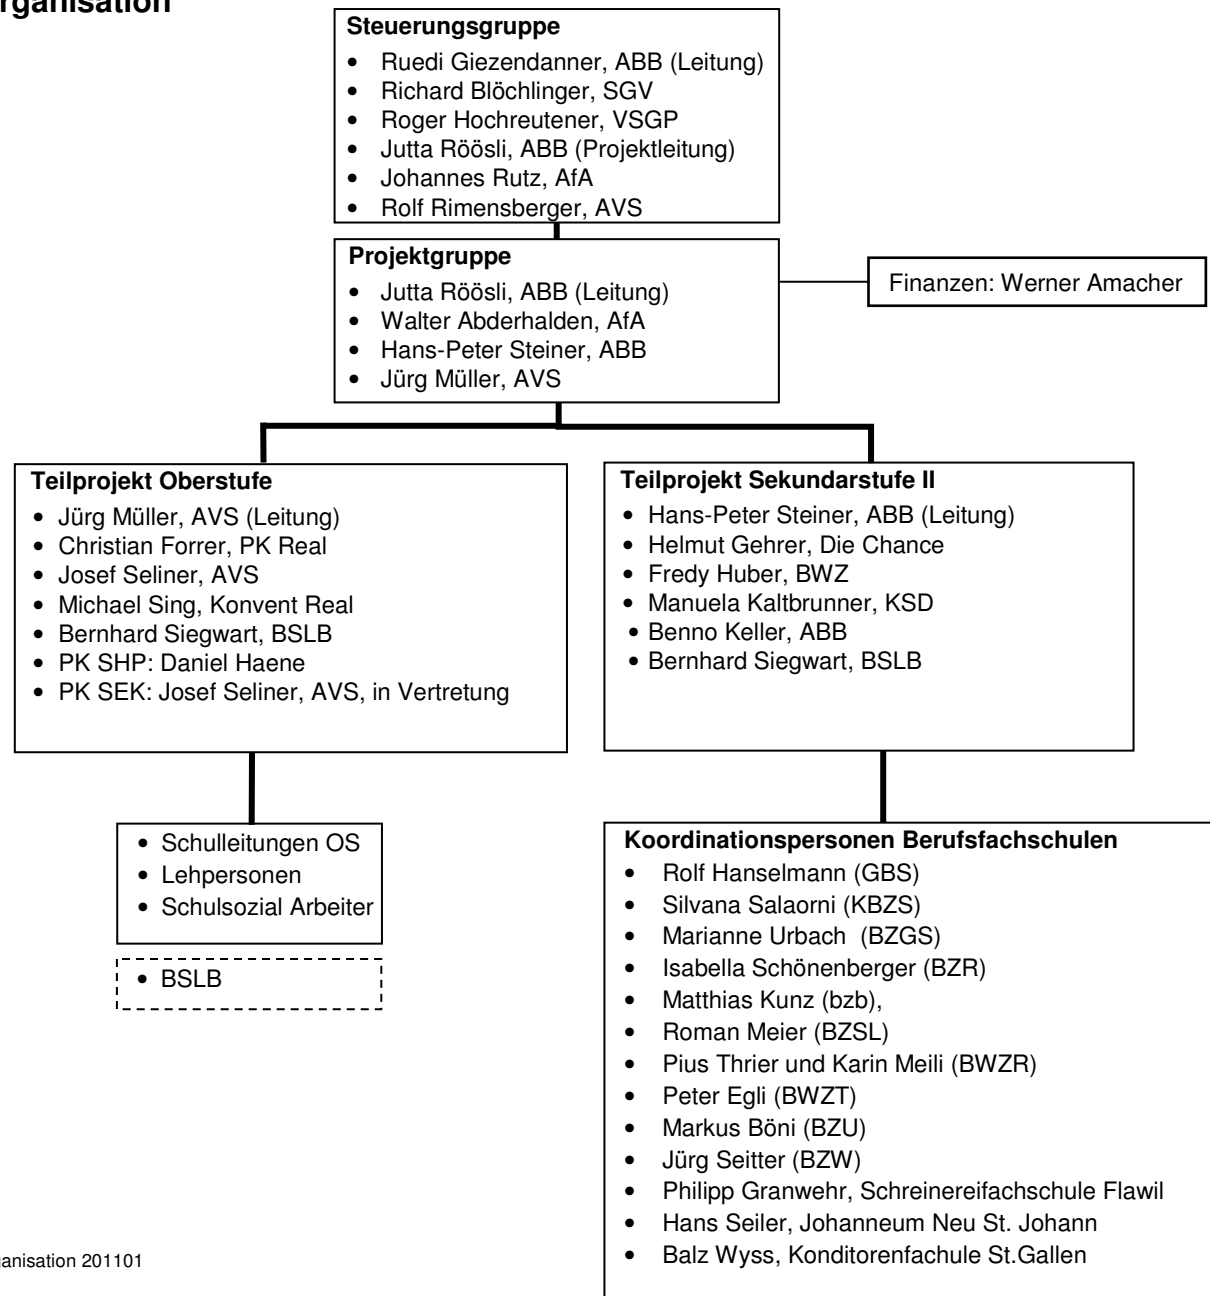 rganisation
Steuerungsgruppe
• Ruedi Giezendanner, ABB (Leitung)
• Richard Blöchlinger, SGV
• Roger Hochreutener, VSGP
• Jutta Röösli, ABB (Projektleitung)
• Johannes Rutz, AfA
• Rolf Rimensberger, AVS
Projektgruppe
• Jutta Röösli, ABB (Leitung)
• Walter Abderhalden, AfA
• Hans-Peter Steiner, ABB
• Jürg Müller, AVS
Finanzen: Werner Amacher
Teilprojekt Oberstufe
• Jürg Müller, AVS (Leitung)
• Christian Forrer, PK Real
• Josef Seliner, AVS
• Michael Sing, Konvent Real
• Bernhard Siegwart, BSLB
• PK SHP: Daniel Haene
• PK SEK: Josef Seliner, AVS, in Vertretung
Teilprojekt Sekundarstufe II
• Hans-Peter Steiner, ABB (Leitung)
• Helmut Gehrer, Die Chance
• Fredy Huber, BWZ
• Manuela Kaltbrunner, KSD
• Benno Keller, ABB
• Bernhard Siegwart, BSLB
• Schulleitungen OS
• Lehpersonen
• Schulsozial Arbeiter
• BSLB
Koordinationspersonen Berufsfachschulen
• Rolf Hanselmann (GBS)
• Silvana Salaorni (KBZS)
• Marianne Urbach (BZGS)
• Isabella Schönenberger (BZR)
• Matthias Kunz (bzb),
• Roman Meier (BZSL)
• Pius Thrier und Karin Meili (BWZR)
• Peter Egli (BWZT)
• Markus Böni (BZU)
• Jürg Seitter (BZW)
• Philipp Granwehr, Schreinereifachschule Flawil
• Hans Seiler, Johanneum Neu St. Johann
• Balz Wyss, Konditorenfachule St.Gallen
ganisation 201101